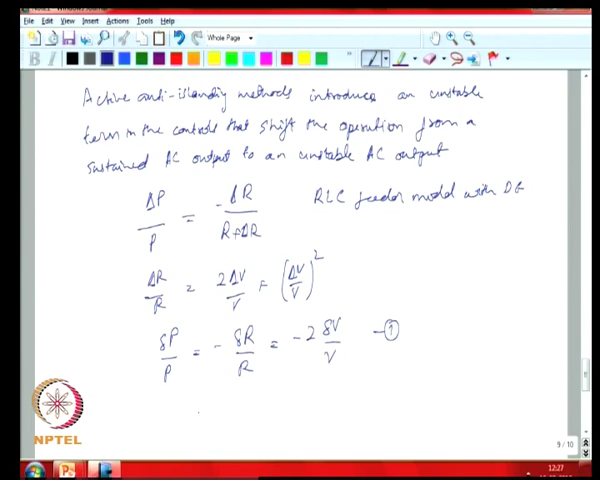 File Edit View Insert Actions Tools Help
Whole Page
Active anti-islanding methods introduce an unstable
term in the controls that shift the operation from a
sustained AC output to an unstable AC output
ΔP/P = -ΔR/(R+ΔR) RLC feeder model with DG
ΔR/R = 2ΔV/V + (ΔV/V)^2
δP/P = -δR/R = -2 δV/V -①
NPTEL
9 / 10
12:27